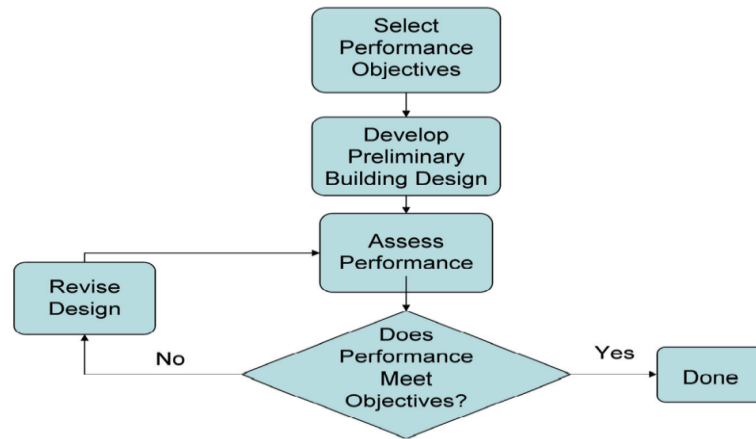 Select
Performance
Objectives
Develop
Preliminary
Building Design
Assess
Performance
Revise
Design
Does
Performance
Meet
Objectives?
No
Yes
Done